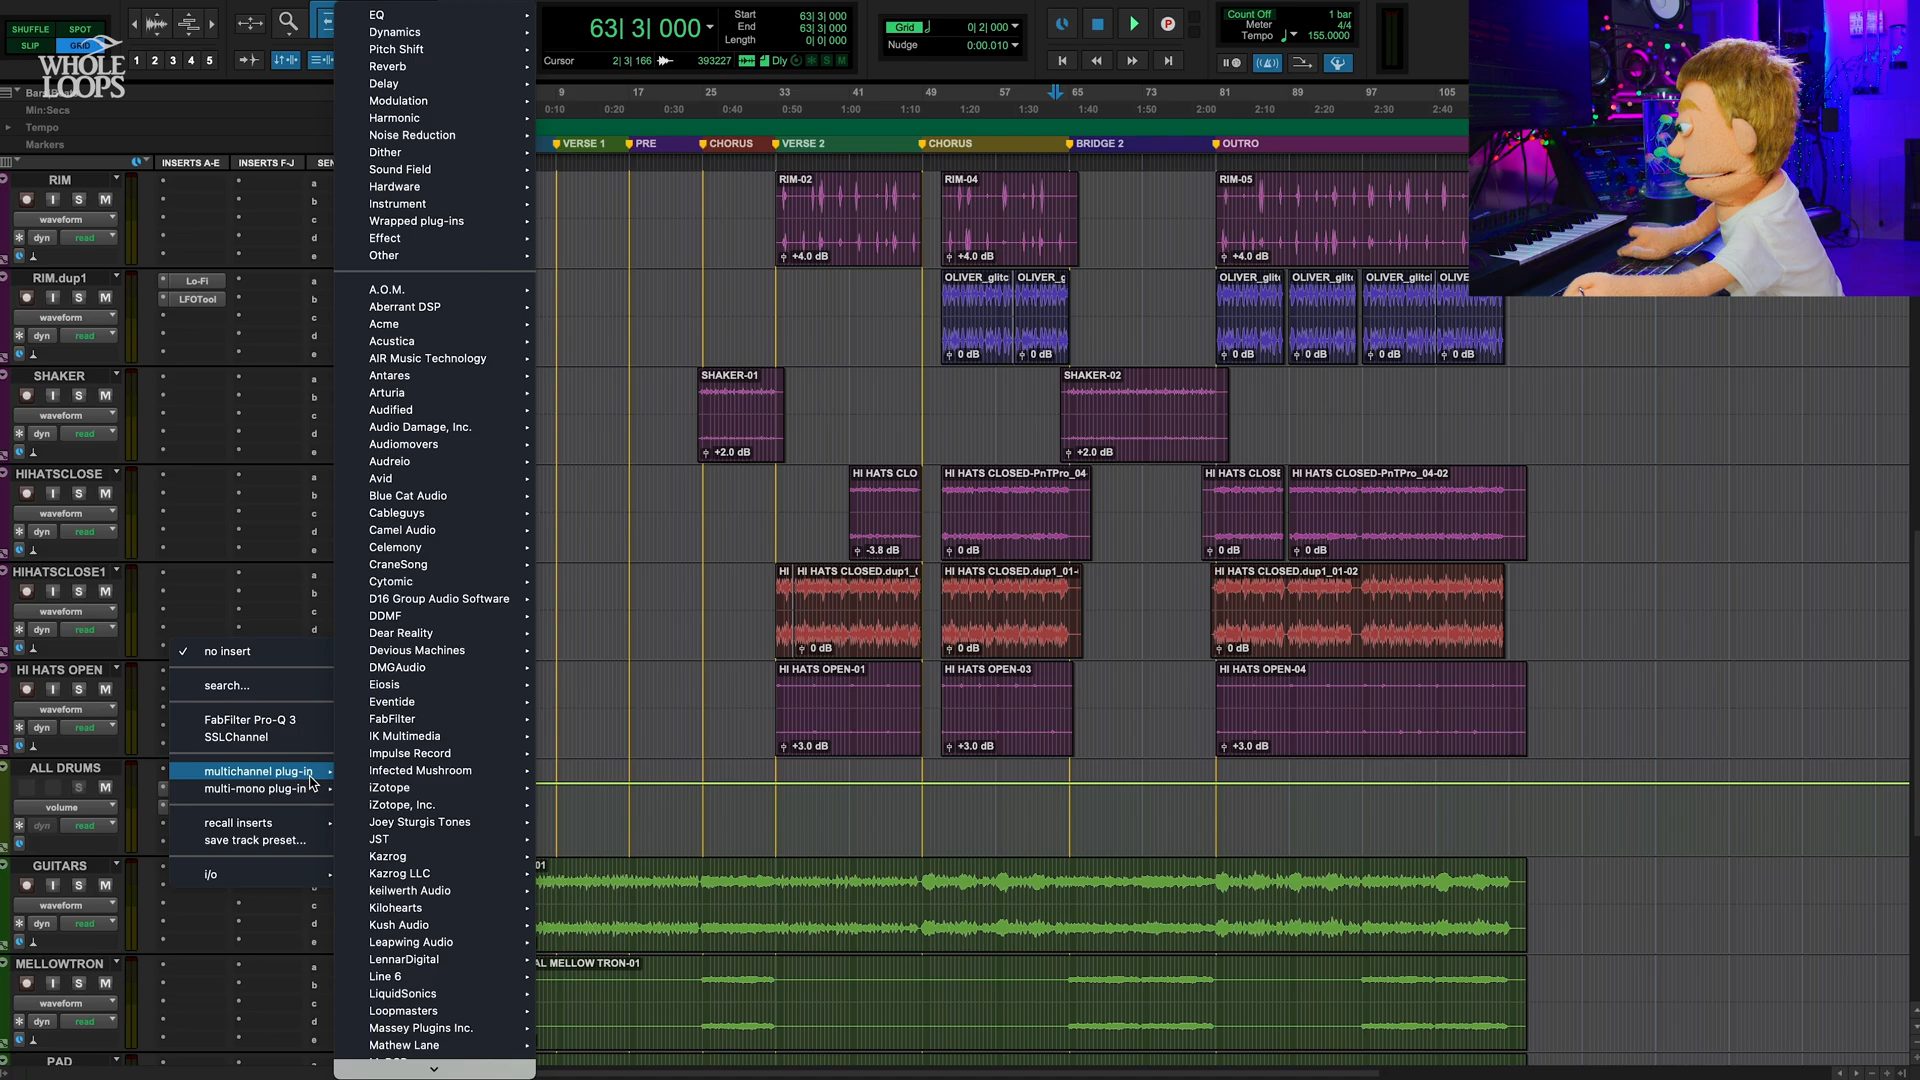 SHUFFLE
SPOT
SLIP
GRID
WHOLE
LOOPS
1 2 3 4 5
63| 3| 000
Start 63| 3| 000
End 63| 3| 000
Length 0| 0| 000
Cursor 2| 3| 166 393227 Dly S M
Grid 0| 2| 000
Nudge 0:00.010
P
Count Off 1 bar
Meter 4/4
Tempo 155.0000
Min:Secs
Tempo
Markers
9 17 25 33 41 49 57 65 73 81 89 97 105
0:10 0:20 0:30 0:40 0:50 1:00 1:10 1:20 1:30 1:40 1:50 2:00 2:10 2:20 2:30 2:40
VERSE 1 PRE CHORUS VERSE 2 CHORUS BRIDGE 2 OUTRO
INSERTS A-E INSERTS F-J SEN
RIM
I S M
waveform
dyn read
a
b
c
d
e
RIM-02 RIM-04 RIM-05
+4.0 dB +4.0 dB +4.0 dB
RIM.dup1
I S M
waveform
dyn read
Lo-Fi
LFOTool
a
b
c
d
e
OLIVER_glitc OLIVER_g OLIVER_glitc OLIVER_glitc OLIVER_glitcl OLIVE
0 dB 0 dB 0 dB 0 dB 0 dB 0 dB
SHAKER
I S M
waveform
dyn read
a
b
c
d
e
SHAKER-01 SHAKER-02
+2.0 dB +2.0 dB
HIHATSCLOSE
I S M
waveform
dyn read
a
b
c
d
e
HI HATS CLO HI HATS CLOSED-PnTPro_04- HI HATS CLOSE HI HATS CLOSED-PnTPro_04-02
-3.8 dB 0 dB 0 dB 0 dB
HIHATSCLOSE1
I S M
waveform
dyn read
a
b
c
d
HI HI HATS CLOSED.dup1_( HI HATS CLOSED.dup1_01- HI HATS CLOSED.dup1_01-02
0 dB 0 dB 0 dB
HI HATS OPEN
I S M
waveform
dyn read
HI HATS OPEN-01 HI HATS OPEN-03 HI HATS OPEN-04
+3.0 dB +3.0 dB +3.0 dB
ALL DRUMS
S M
volume
dyn read
GUITARS
I S M
waveform
dyn read
b
c
d
e
01
MELLOWTRON
I S M
waveform
dyn read
a
b
c
d
e
AL MELLOW TRON-01
PAD
no insert
search...
FabFilter Pro-Q 3
SSLChannel
multichannel plug-in
multi-mono plug-in
recall inserts
save track preset...
i/o
EQ
Dynamics
Pitch Shift
Reverb
Delay
Modulation
Harmonic
Noise Reduction
Dither
Sound Field
Hardware
Instrument
Wrapped plug-ins
Effect
Other
A.O.M.
Aberrant DSP
Acme
Acustica
AIR Music Technology
Antares
Arturia
Audified
Audio Damage, Inc.
Audiomovers
Audreio
Avid
Blue Cat Audio
Cableguys
Camel Audio
Celemony
CraneSong
Cytomic
D16 Group Audio Software
DDMF
Dear Reality
Devious Machines
DMGAudio
Eiosis
Eventide
FabFilter
IK Multimedia
Impulse Record
Infected Mushroom
iZotope
iZotope, Inc.
Joey Sturgis Tones
JST
Kazrog
Kazrog LLC
keilwerth Audio
Kilohearts
Kush Audio
Leapwing Audio
LennarDigital
Line 6
LiquidSonics
Loopmasters
Massey Plugins Inc.
Mathew Lane